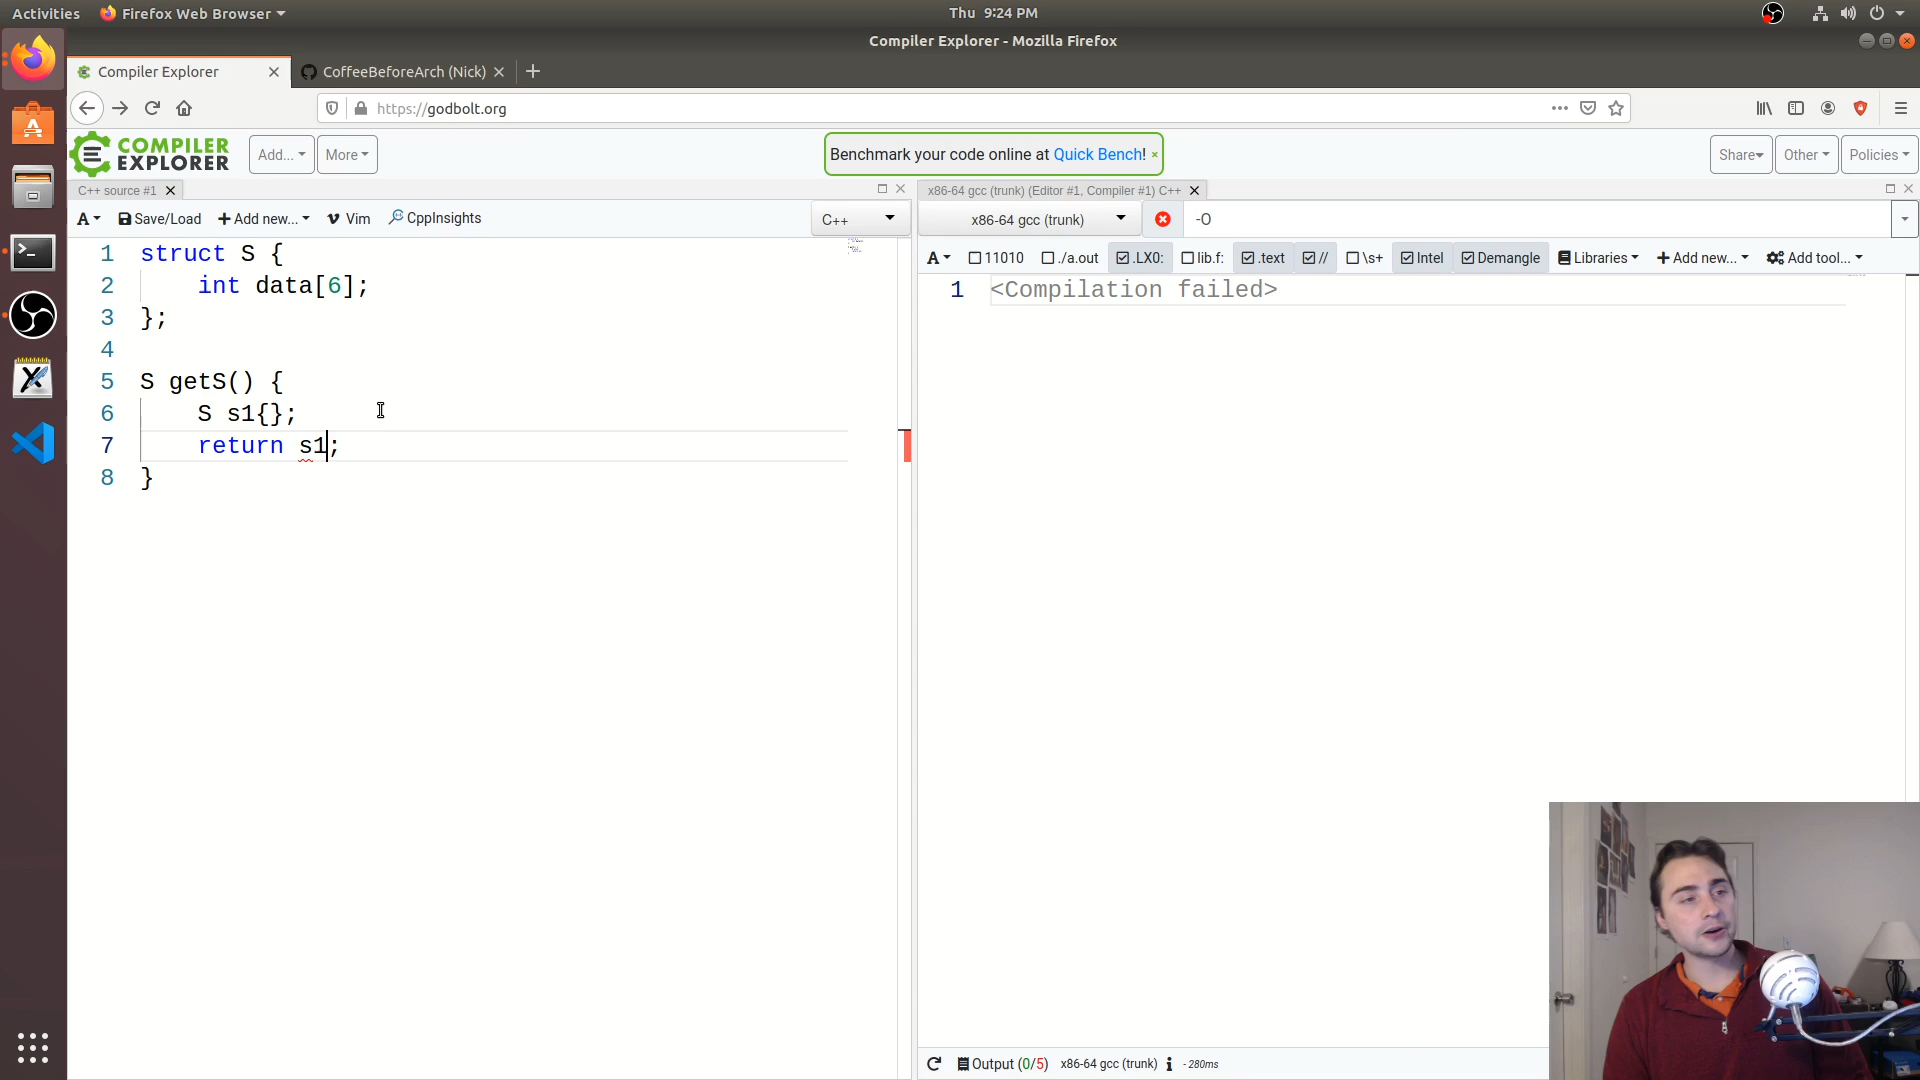 Activities Firefox Web Browser Thu 9:24 PM
Compiler Explorer - Mozilla Firefox
Compiler Explorer CoffeeBeforeArch (Nick)
https://godbolt.org
COMPILER EXPLORER Add... More Benchmark your code online at Quick Bench! × Share Other Policies
C++ source #1 x86-64 gcc (trunk) (Editor #1, Compiler #1) C++
A Save/Load + Add new... Vim CppInsights C++ x86-64 gcc (trunk) -O
A 11010 ./a.out .LX0: lib.f: .text // \s+ Intel Demangle Libraries + Add new... Add tool...
1 struct S {
2 int data[6];
3 };
4
5 S getS() {
6 S s1{};
7 return s1;
8 }
1 <Compilation failed>
Output (0/5) x86-64 gcc (trunk) i - 280ms